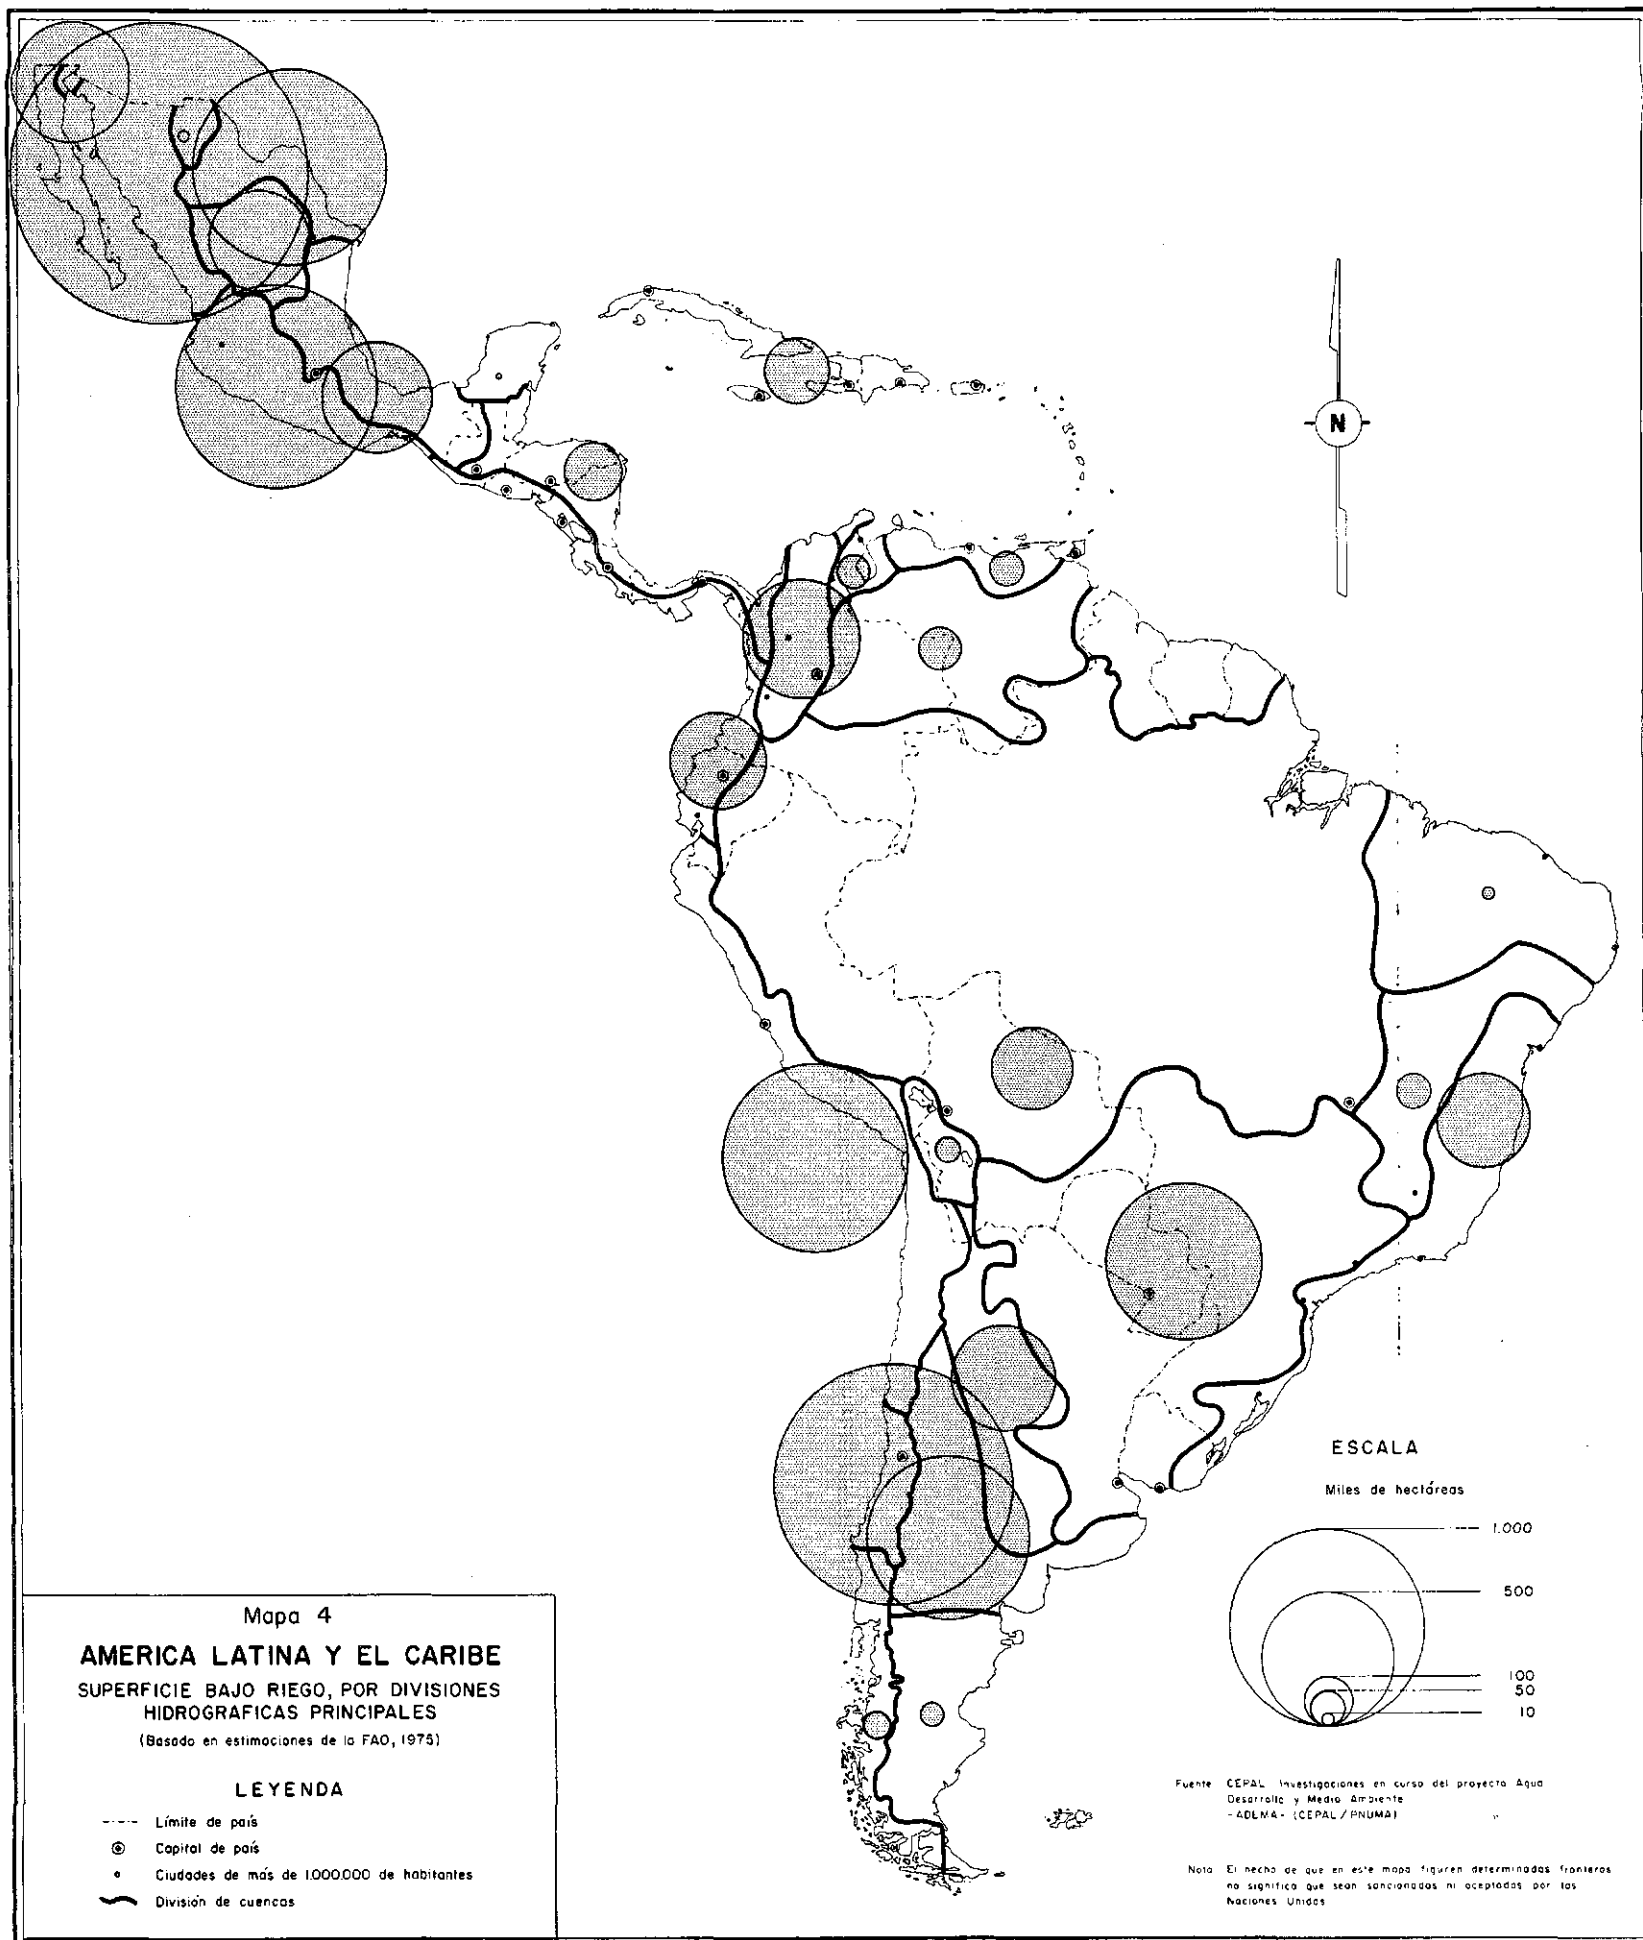 N
ESCALA
Miles de hectáreas
1.000
500
100
50
10
Mapa 4
AMERICA LATINA Y EL CARIBE
SUPERFICIE BAJO RIEGO, POR DIVISIONES
HIDROGRAFICAS PRINCIPALES
(Basado en estimaciones de la FAO, 1975)
LEYENDA
Límite de país
Capital de país
Ciudades de más de 1.000.000 de habitantes
División de cuencas
Fuente CEPAL Investigaciones en curso del proyecto Agua
Desarrollo y Medio Ambiente
-ADEMA- (CEPAL / PNUMA)
Nota El hecho de que en este mapa figuren determinadas fronteras
no significa que sean sancionadas ni aceptadas por las
Naciones Unidas